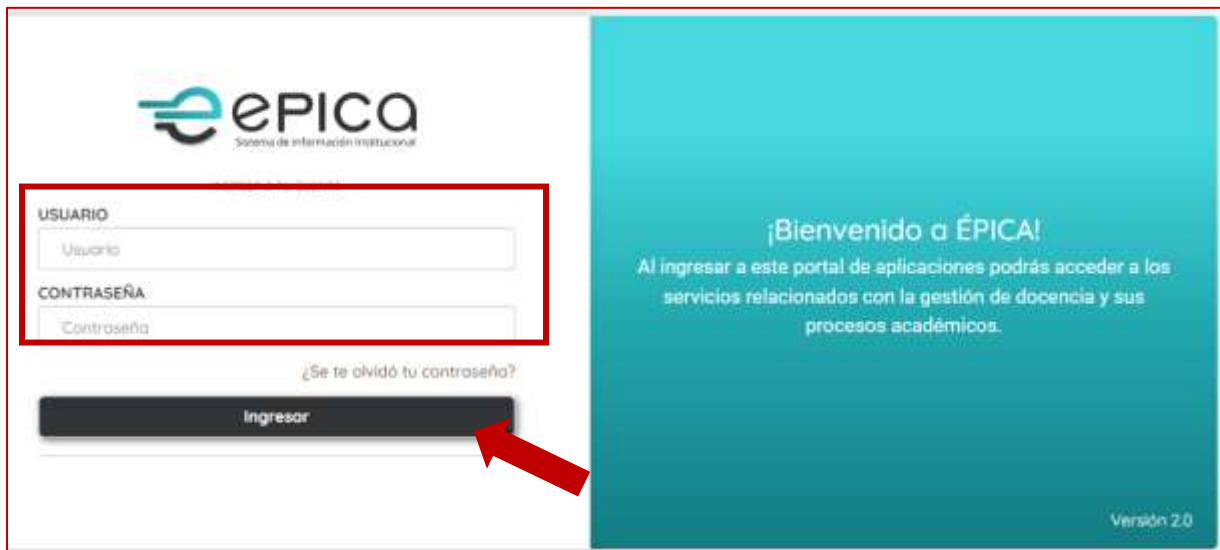 ePICa
Sistema de información institucional
USUARIO
Usuario
CONTRASEÑA
Contraseña
¿Se te olvidó tu contraseña?
Ingresar
¡Bienvenido a ÉPICA!
Al ingresar a este portal de aplicaciones podrás acceder a los
servicios relacionados con la gestión de docencia y sus
procesos académicos.
Versión 2.0